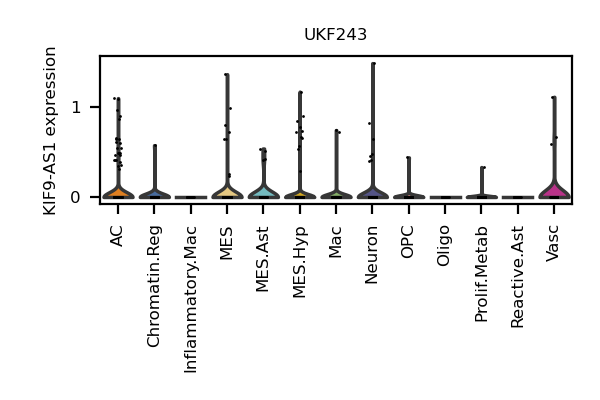 UKF243
KIF9-AS1 expression
1
0
AC
Chromatin.Reg
Inflammatory.Mac
MES
MES.Ast
MES.Hyp
Mac
Neuron
OPC
Oligo
Prolif.Metab
Reactive.Ast
Vasc